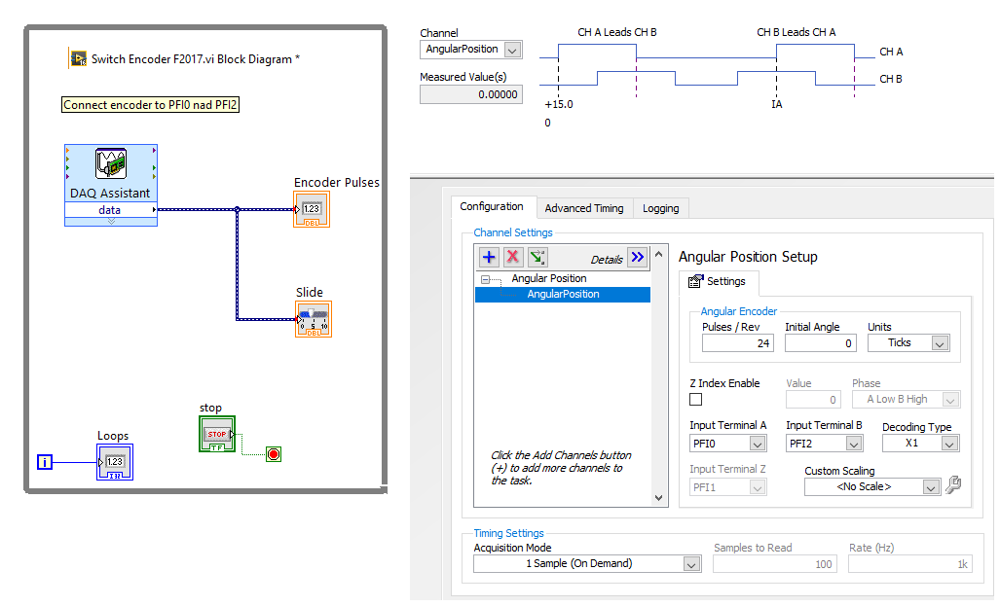 Switch Encoder F2017.vi Block Diagram *
Connect encoder to PFI0 nad PFI2
DAQ Assistant
data
Encoder Pulses
1.23
DBL
Slide
0 5 10
DBL
stop
STOP
TF
Loops
i
1.23
I32
Channel
AngularPosition
Measured Value(s)
0.00000
CH A Leads CH B
CH B Leads CH A
CH A
CH B
+15.0
IA
0
Configuration
Advanced Timing
Logging
Channel Settings
Details
Angular Position
AngularPosition
Click the Add Channels button
(+) to add more channels to
the task.
Angular Position Setup
Settings
Angular Encoder
Pulses / Rev
Initial Angle
Units
24
0
Ticks
Z Index Enable
Value
Phase
0
A Low B High
Input Terminal A
Input Terminal B
Decoding Type
PFI0
PFI2
X1
Input Terminal Z
Custom Scaling
PFI1
<No Scale>
Timing Settings
Acquisition Mode
Samples to Read
Rate (Hz)
1 Sample (On Demand)
100
1k